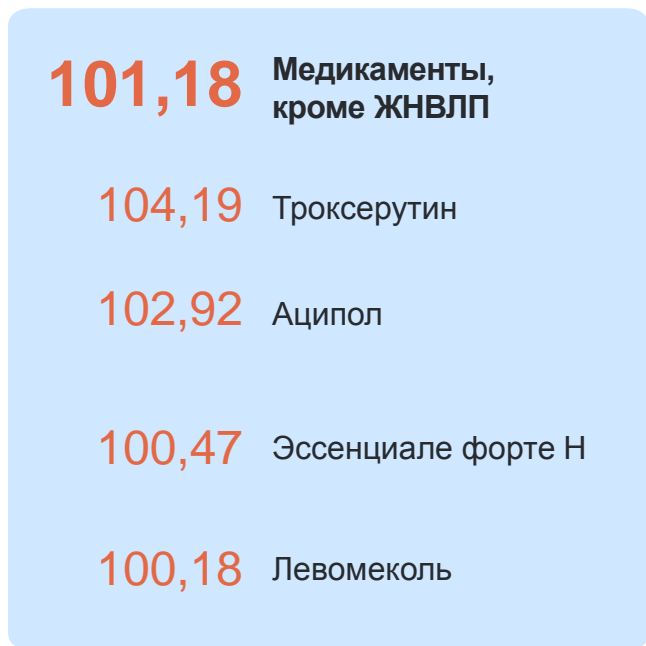 101,18 Медикаменты,
кроме ЖНВЛП
104,19 Троксерутин
102,92 Аципол
100,47 Эссенциале форте Н
100,18 Левомеколь